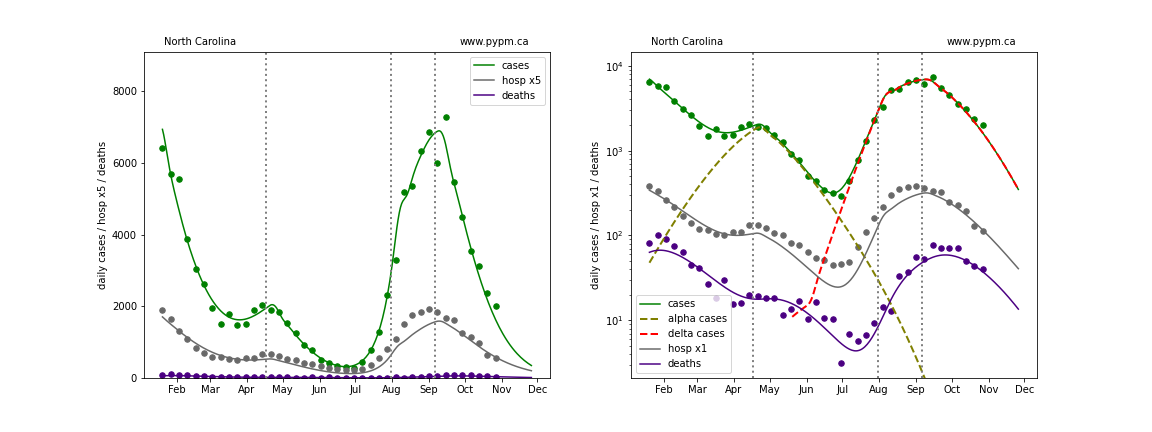 North Carolina
www.pypm.ca
daily cases / hosp x5 / deaths
8000
6000
4000
2000
0
cases
hosp x5
deaths
Feb Mar Apr May Jun Jul Aug Sep Oct Nov Dec
North Carolina
www.pypm.ca
daily cases / hosp x1 / deaths
10⁴
10³
10²
10¹
cases
alpha cases
delta cases
hosp x1
deaths
Feb Mar Apr May Jun Jul Aug Sep Oct Nov Dec